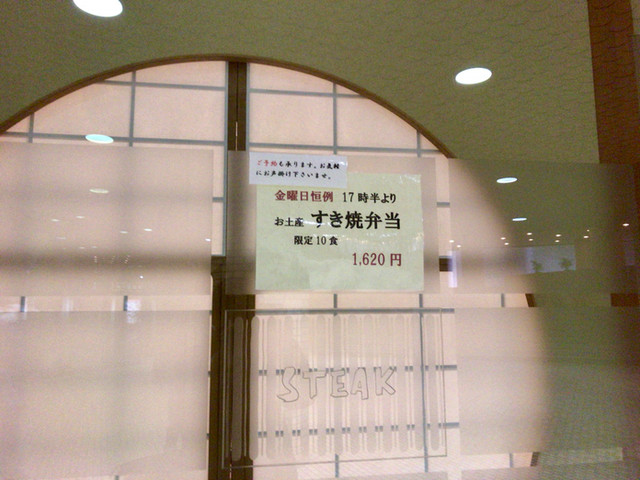 ご予約も承ります。お気軽
にお声掛け下さいませ。
金曜日恒例 17時半より
お土産 すき焼弁当
限定10食
1,620円
STEAK